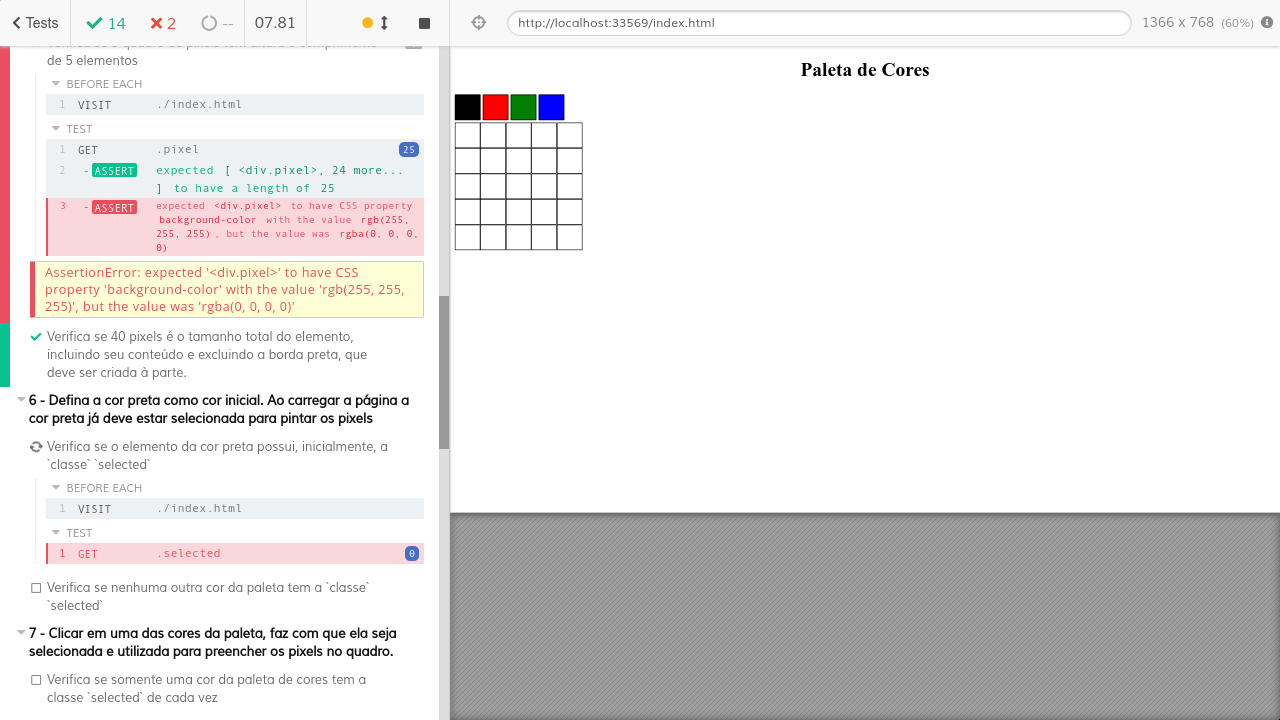 Tests
14
2
--
07.81
http://localhost:33569/index.html
1366 x 768 (60%)
de 5 elementos
BEFORE EACH
1 VISIT ./index.html
TEST
1 GET .pixel 25
2 - ASSERT expected [ <div.pixel>, 24 more...
] to have a length of 25
3 - ASSERT expected <div.pixel> to have CSS property
background-color with the value rgb(255,
255, 255) , but the value was rgba(0, 0, 0,
0)
AssertionError: expected '<div.pixel>' to have CSS
property 'background-color' with the value 'rgb(255, 255,
255)', but the value was 'rgba(0, 0, 0, 0)'
Verifica se 40 pixels é o tamanho total do elemento,
incluindo seu conteúdo e excluindo a borda preta, que
deve ser criada à parte.
6 - Defina a cor preta como cor inicial. Ao carregar a página a
cor preta já deve estar selecionada para pintar os pixels
Verifica se o elemento da cor preta possui, inicialmente, a
`classe` `selected`
BEFORE EACH
1 VISIT ./index.html
TEST
1 GET .selected 0
Verifica se nenhuma outra cor da paleta tem a `classe`
`selected`
7 - Clicar em uma das cores da paleta, faz com que ela seja
selecionada e utilizada para preencher os pixels no quadro.
Verifica se somente uma cor da paleta de cores tem a
classe `selected` de cada vez
Paleta de Cores